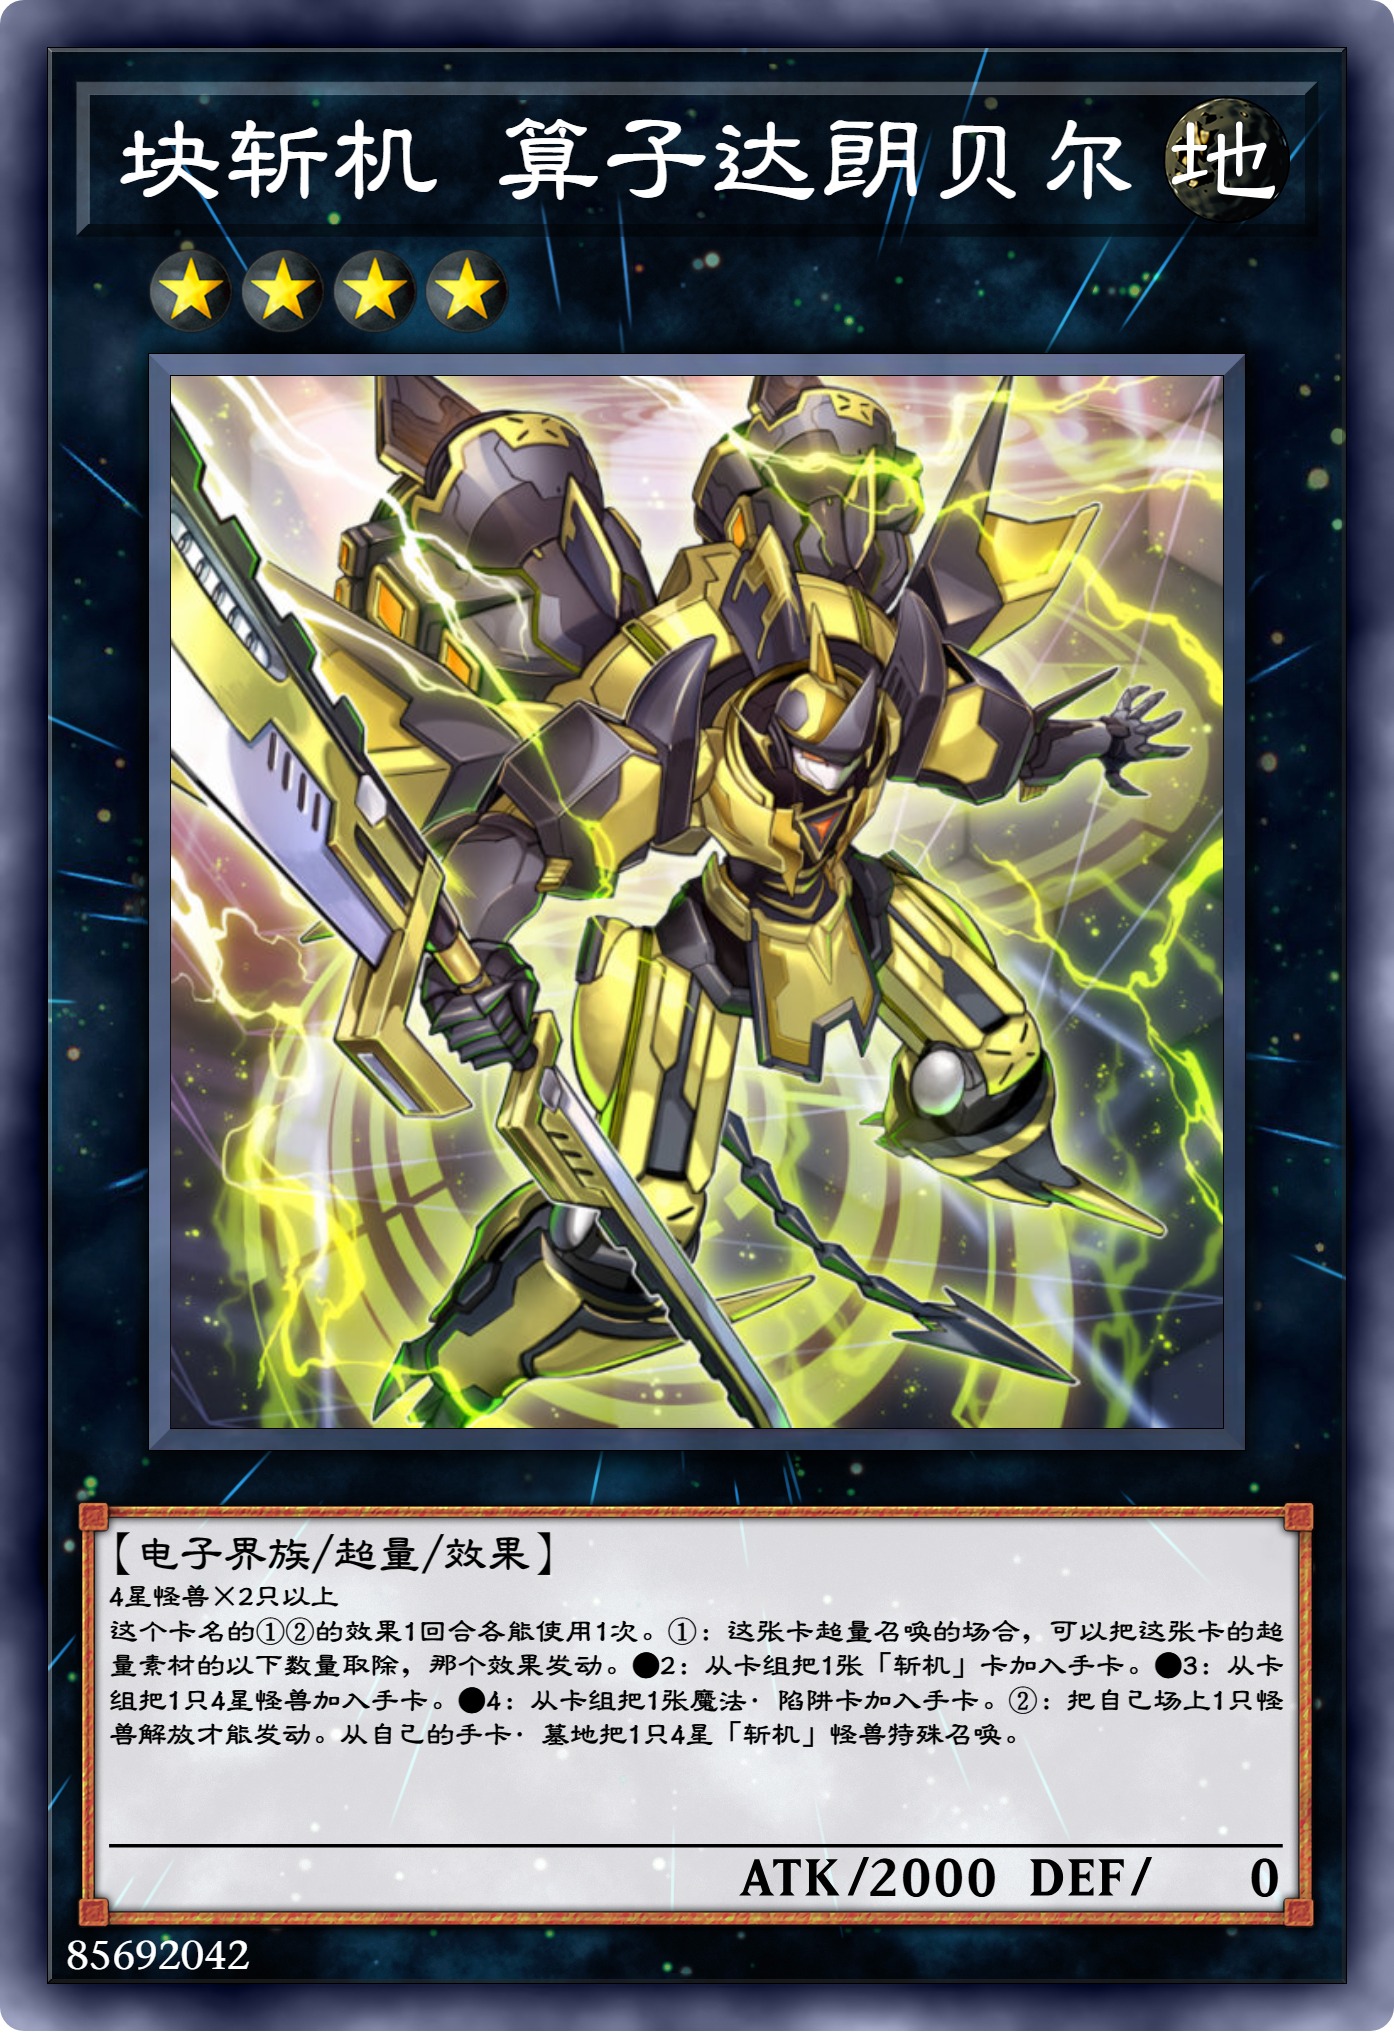 块斩机 算子达朗贝尔 地
【电子界族/超量/效果】
4星怪兽×2只以上
这个卡名的①②的效果1回合各能使用1次。①：这张卡超量召唤的场合，可以把这张卡的超
量素材的以下数量取除，那个效果发动。●2：从卡组把1张「斩机」卡加入手卡。●3：从卡
组把1只4星怪兽加入手卡。●4：从卡组把1张魔法·陷阱卡加入手卡。②：把自己场上1只怪
兽解放才能发动。从自己的手卡·墓地把1只4星「斩机」怪兽特殊召唤。
ATK/2000 DEF/ 0
85692042